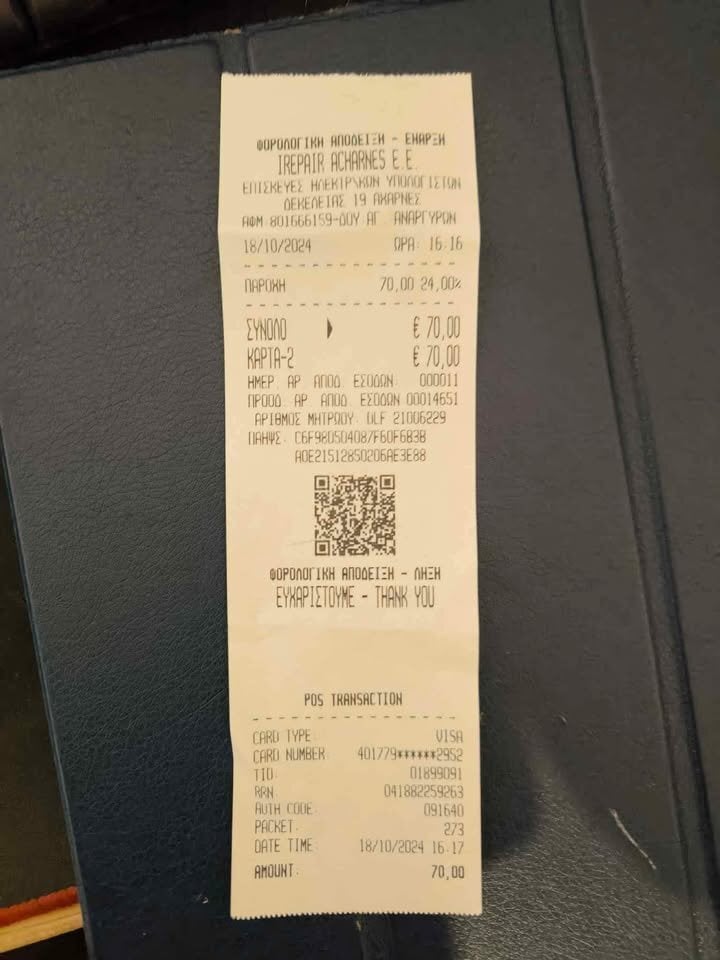 ΦΟΡΟΛΟΓΙΚΗ ΑΠΟΔΕΙΞΗ - ΕΝΑΡΞΗ
IREPAIR ACHARNES E.E.
ΕΠΙΣΚΕΥΕΣ ΗΛΕΚΤΡ\ΚΩΝ ΥΠΟΛΟΓΙΣΤΩΝ
ΔΕΚΕΛΕΙΑΣ 19 ΑΧΑΡΝΕΣ
ΑΦΜ 801666159-ΔΟΥ ΑΓ. ΑΝΑΡΓΥΡΩΝ
18/10/2024 ΩΡΑ: 16:16
ΠΑΡΟΧΗ 70,00 24,00%
ΣΥΝΟΛΟ € 70,00
ΚΑΡΤΑ-2 € 70,00
ΗΜΕΡ. ΑΡ. ΑΠΟΔ. ΕΣΟΔΩΝ: 000011
ΠΡΟΟΔ. ΑΡ. ΑΠΟΔ. ΕΣΟΔΩΝ 00014651
ΑΡΙΘΜΟΣ ΜΗΤΡΩΟΥ: DLF 21006229
ΠΑΗΨΣ: C6F980504087F60F6B3B
A0E21512850206AE3E88
ΦΟΡΟΛΟΓΙΚΗ ΑΠΟΔΕΙΞΗ - ΛΗΞΗ
ΕΥΧΑΡΙΣΤΟΥΜΕ - THANK YOU
POS TRANSACTION
CARD TYPE: VISA
CARD NUMBER: 401779******2952
TID: 01899091
RRN: 041882259263
AUTH CODE: 091640
PACKET: 273
DATE TIME: 18/10/2024 16:17
AMOUNT: 70,00